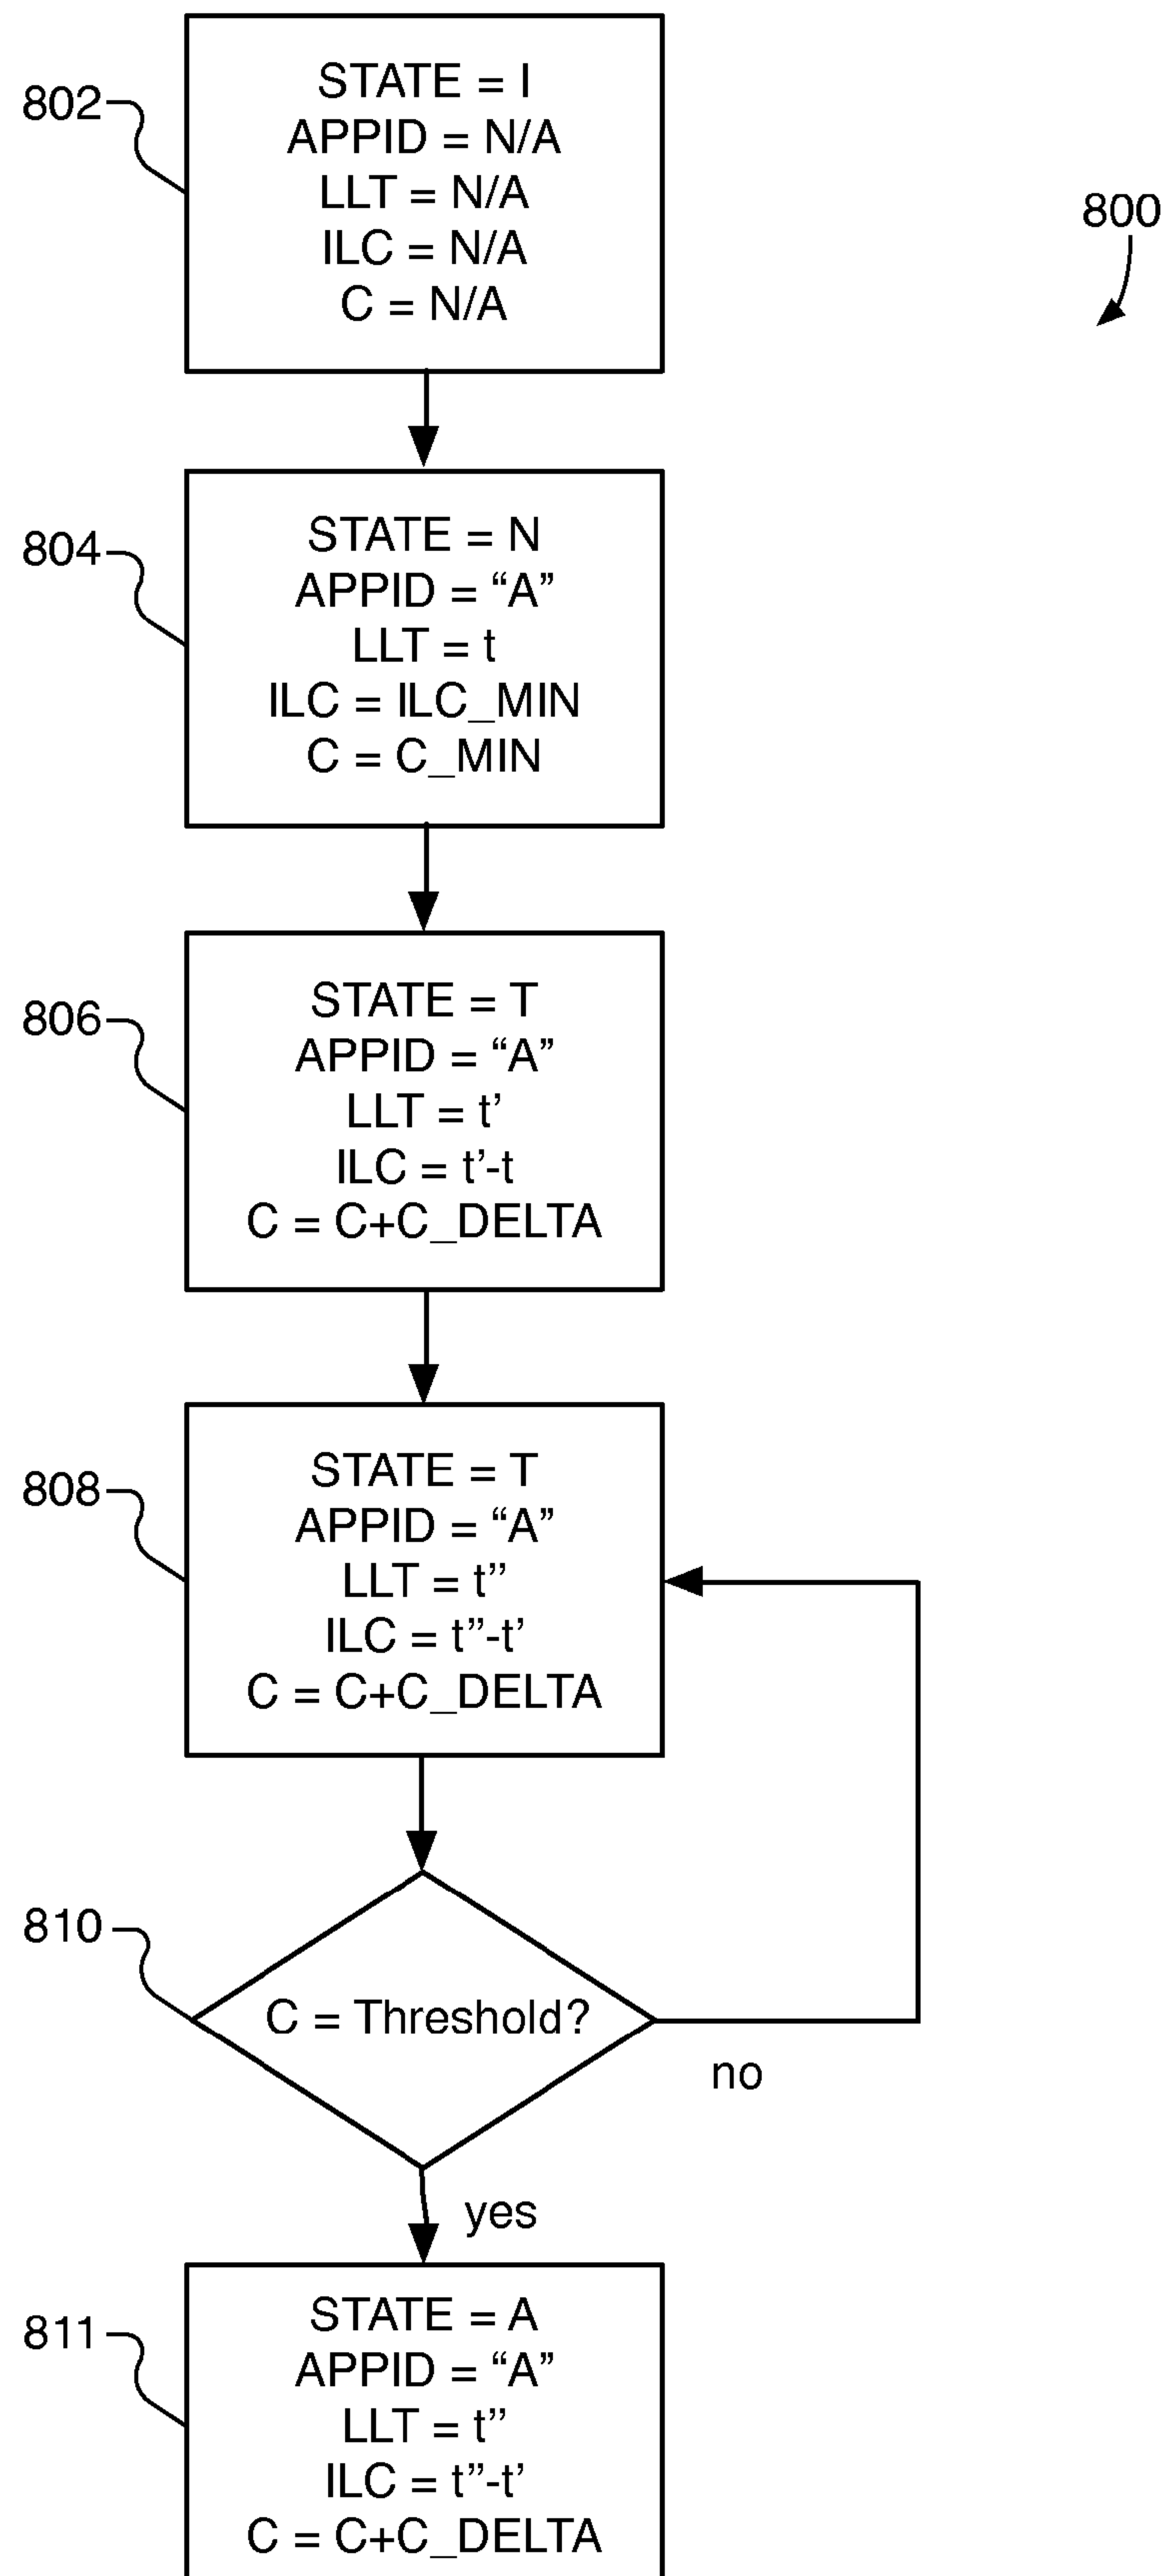 802
STATE = I
APPID = N/A
LLT = N/A
ILC = N/A
C = N/A
800
804
STATE = N
APPID = “A”
LLT = t
ILC = ILC_MIN
C = C_MIN
806
STATE = T
APPID = “A”
LLT = t’
ILC = t’-t
C = C+C_DELTA
808
STATE = T
APPID = “A”
LLT = t’’
ILC = t’’-t’
C = C+C_DELTA
810
C = Threshold?
no
yes
811
STATE = A
APPID = “A”
LLT = t’’
ILC = t’’-t’
C = C+C_DELTA